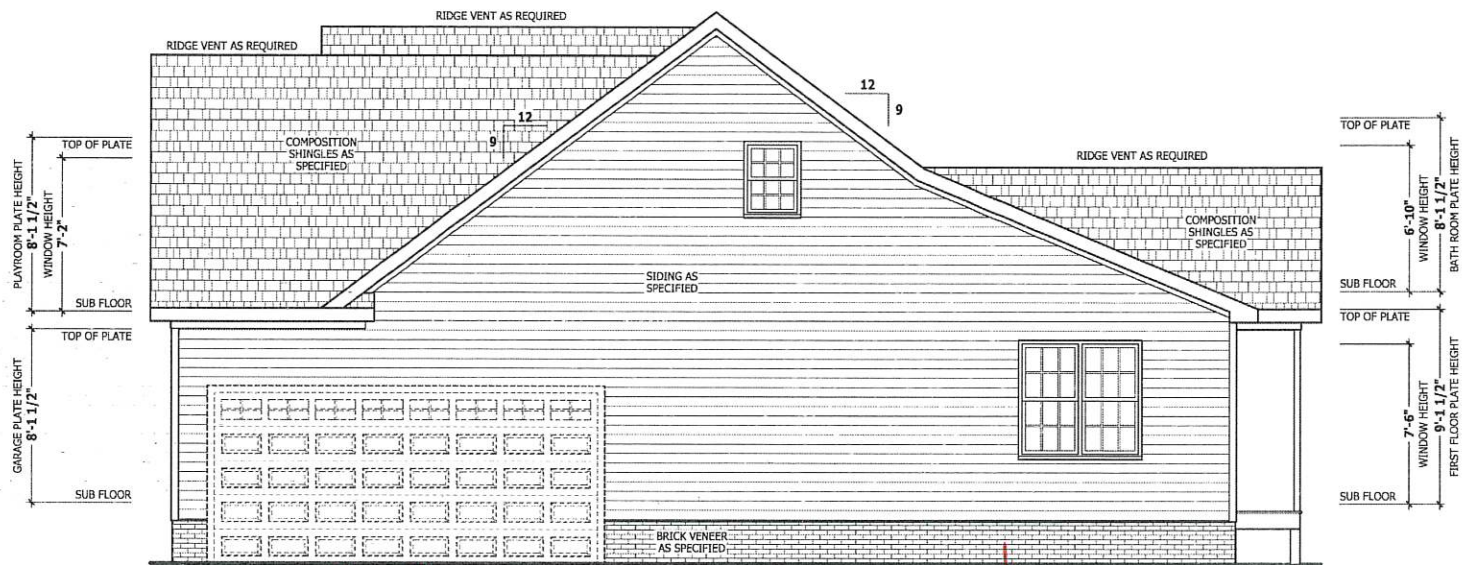 RIDGE VENT AS REQUIRED
RIDGE VENT AS REQUIRED
12
9
12
9
TOP OF PLATE
COMPOSITION
SHINGLES AS
SPECIFIED
PLAYROOM PLATE HEIGHT
8'-1 1/2"
WINDOW HEIGHT
7'-2"
SUB FLOOR
TOP OF PLATE
GARAGE PLATE HEIGHT
8'-1 1/2"
SUB FLOOR
SIDING AS
SPECIFIED
BRICK VENEER
AS SPECIFIED
RIDGE VENT AS REQUIRED
COMPOSITION
SHINGLES AS
SPECIFIED
TOP OF PLATE
6'-10"
WINDOW HEIGHT
8'-1 1/2"
BATH ROOM PLATE HEIGHT
SUB FLOOR
TOP OF PLATE
7'-6"
WINDOW HEIGHT
9'-1 1/2"
FIRST FLOOR PLATE HEIGHT
SUB FLOOR